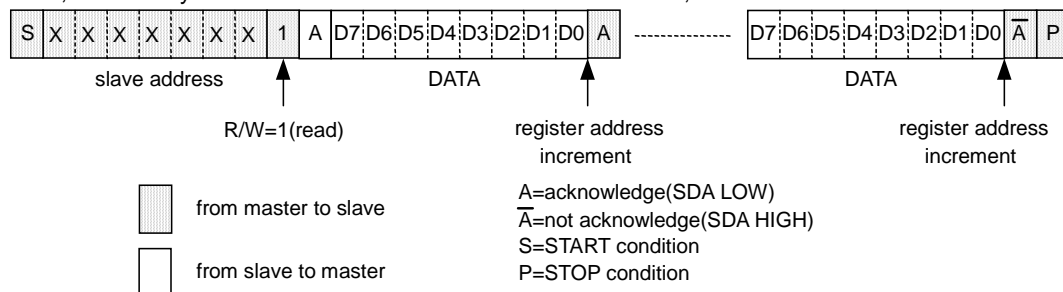 S X X X X X X X 1 A D7 D6 D5 D4 D3 D2 D1 D0 A D7 D6 D5 D4 D3 D2 D1 D0 A̅ P
slave address DATA DATA
R/W=1(read) register address increment register address increment
from master to slave
from slave to master
A=acknowledge(SDA LOW)
A̅=not acknowledge(SDA HIGH)
S=START condition
P=STOP condition